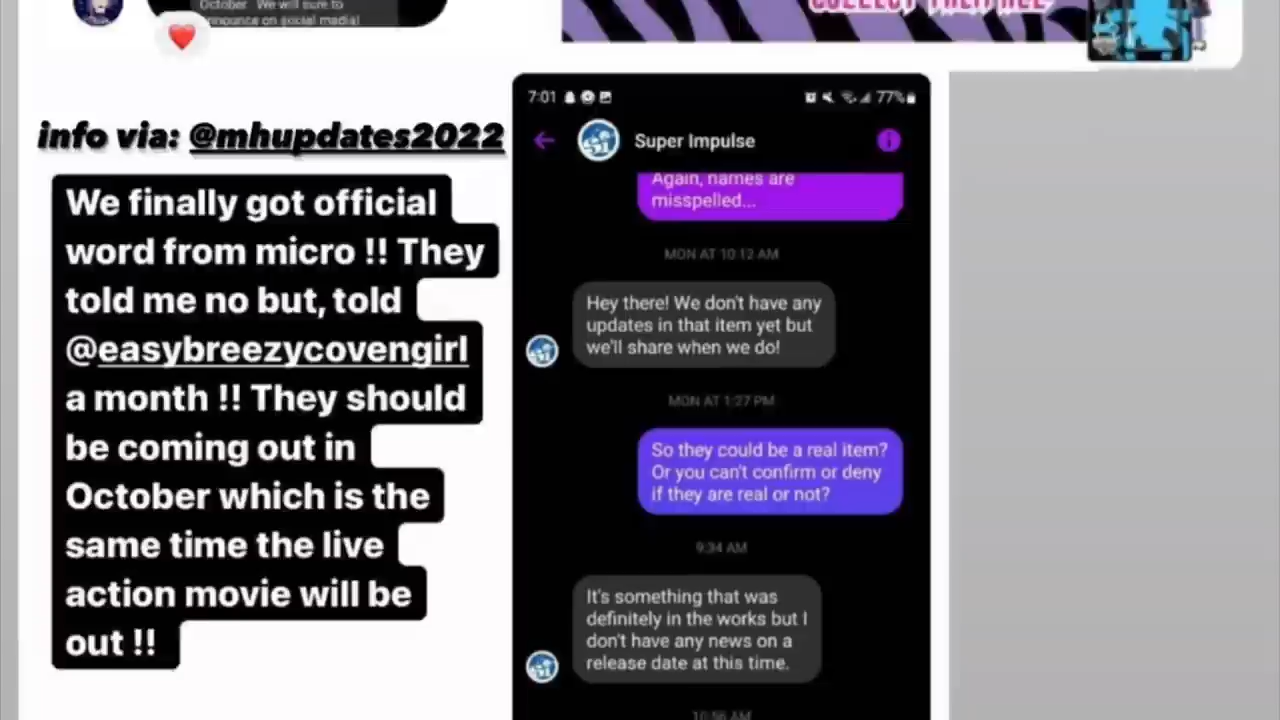 October We will sure to
announce on social media!
COLLECT THEM ALL
info via: @mhupdates2022
We finally got official
word from micro !! They
told me no but, told
@easybreezycovengirl
a month !! They should
be coming out in
October which is the
same time the live
action movie will be
out !!
7:01
77%
Super Impulse
Again, names are
misspelled...
MON AT 10:12 AM
Hey there! We don't have any
updates in that item yet but
we'll share when we do!
MON AT 1:27 PM
So they could be a real item?
Or you can't confirm or deny
if they are real or not?
9:34 AM
It's something that was
definitely in the works but I
don't have any news on a
release date at this time.
10:56 AM